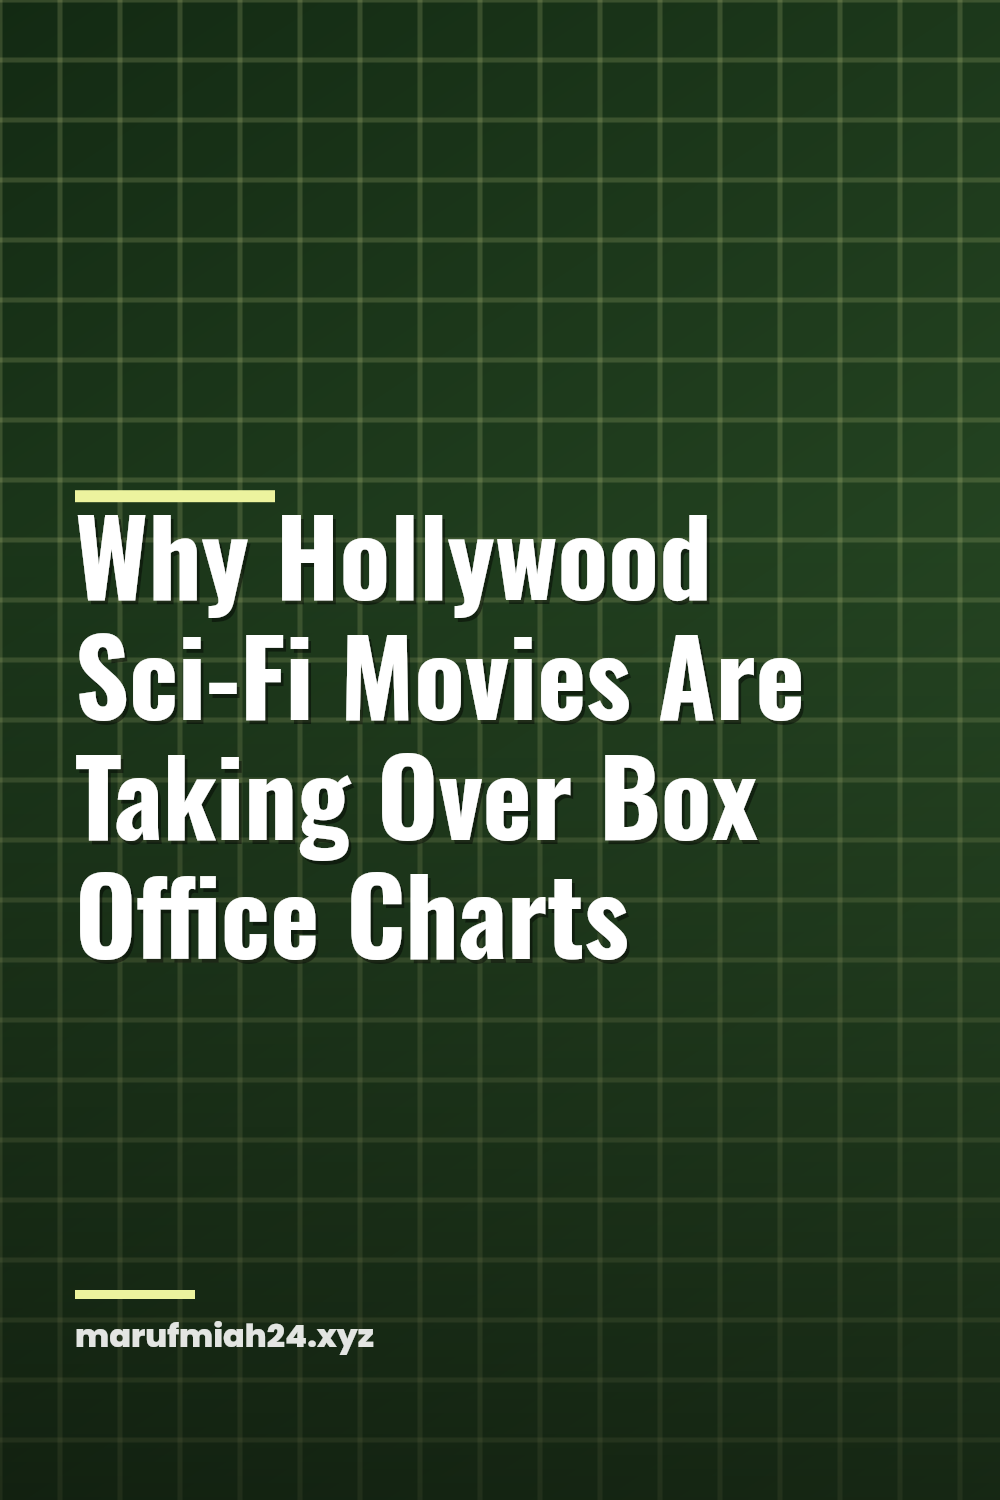 Why Hollywood
Sci-Fi Movies Are
Taking Over Box
Office Charts
marufmiah24.xyz